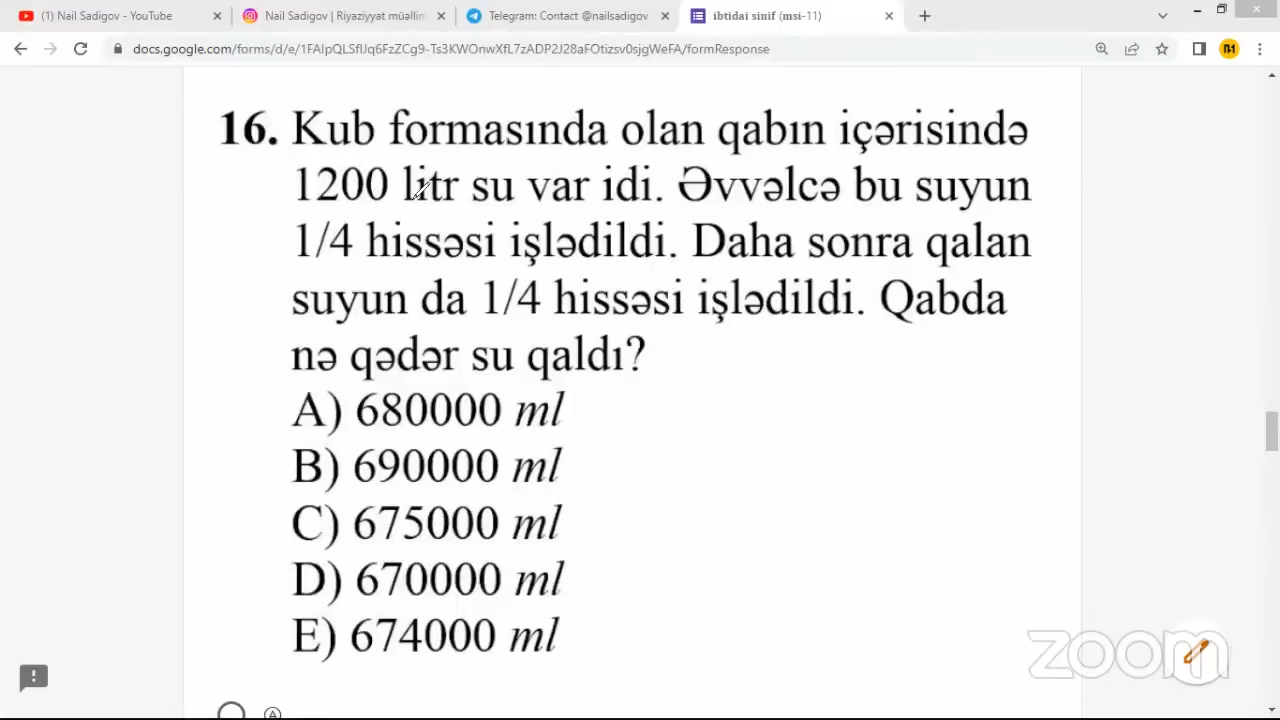 (1) Nail Sadigov - YouTube
Nail Sadigov | Riyaziyyat müəllim
Telegram: Contact @nailsadigov
ibtidai sinif (msi-11)
docs.google.com/forms/d/e/1FAIpQLSflJq6FzZCg9-Ts3KWOnwXfL7zADP2J28aFOtizsv0sjgWeFA/formResponse
16. Kub formasında olan qabın içərisində
1200 litr su var idi. Əvvəlcə bu suyun
1/4 hissəsi işlədildi. Daha sonra qalan
suyun da 1/4 hissəsi işlədildi. Qabda
nə qədər su qaldı?
A) 680000 ml
B) 690000 ml
C) 675000 ml
D) 670000 ml
E) 674000 ml
zoom
A